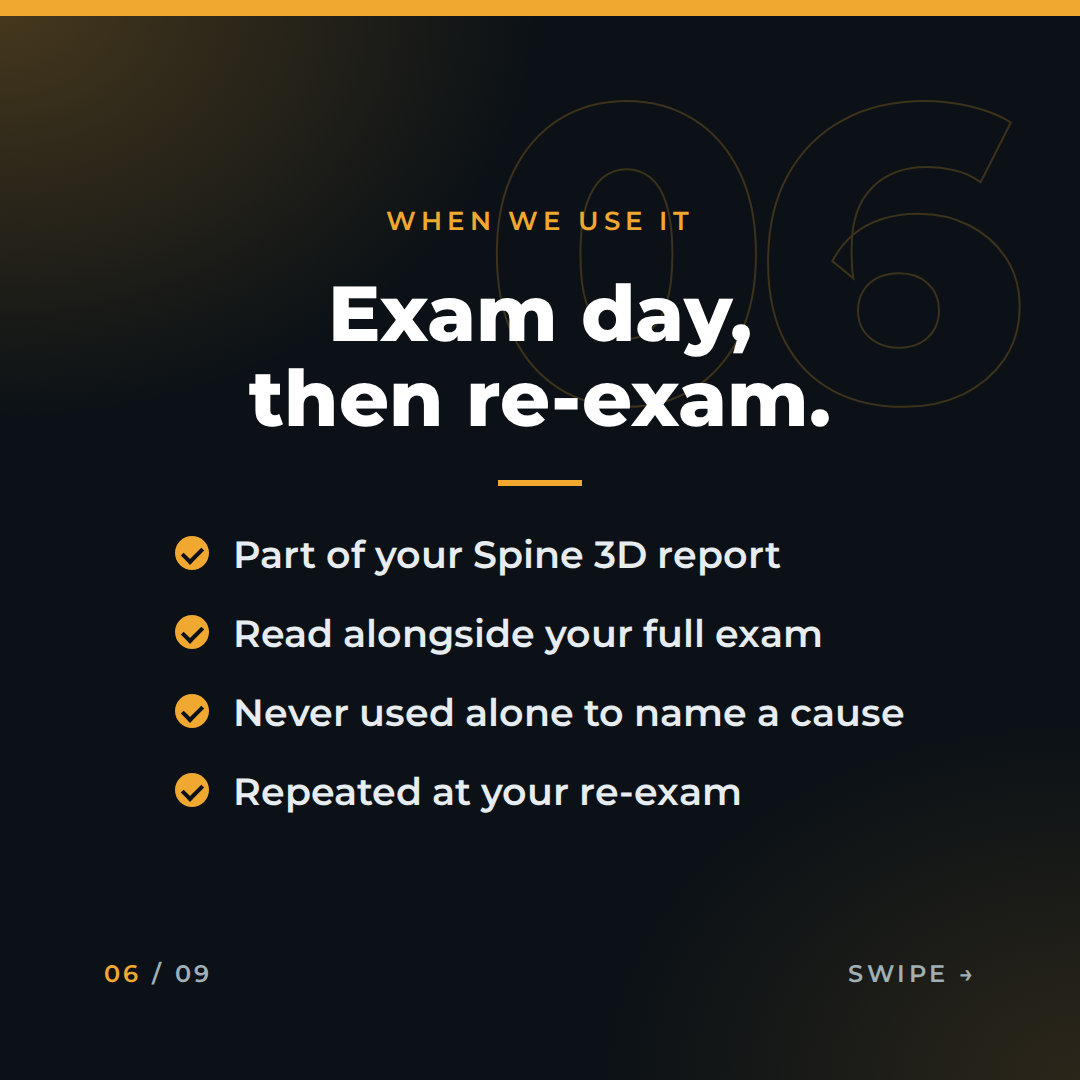 06
WHEN WE USE IT
Exam day,
then re-exam.
Part of your Spine 3D report
Read alongside your full exam
Never used alone to name a cause
Repeated at your re-exam
06 / 09
SWIPE →